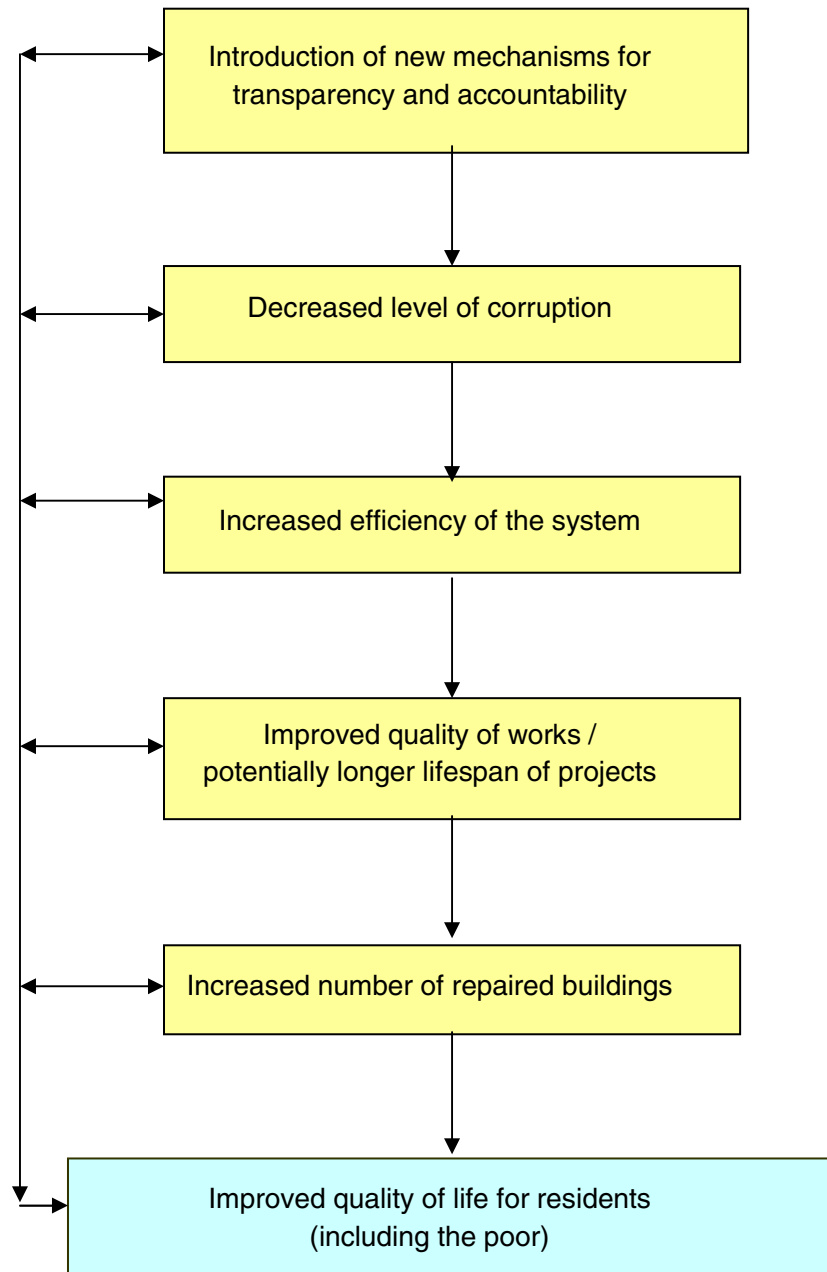 Introduction of new mechanisms for
transparency and accountability
Decreased level of corruption
Increased efficiency of the system
Improved quality of works /
potentially longer lifespan of projects
Increased number of repaired buildings
Improved quality of life for residents
(including the poor)